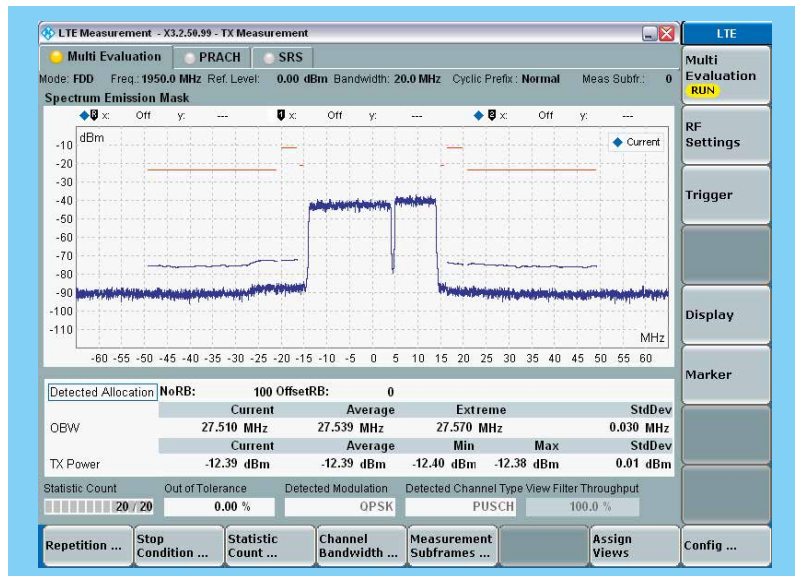 LTE Measurement - X3.2.50.99 - TX Measurement
LTE
Multi Evaluation PRACH SRS
Multi Evaluation RUN
Mode: FDD Freq.: 1950.0 MHz Ref. Level: 0.00 dBm Bandwidth: 20.0 MHz Cyclic Prefix : Normal Meas Subfr.: 0
Spectrum Emission Mask
x: Off y: --- 1 x: Off y: --- 2 x: Off y: ---
dBm
Current
RF Settings
-10
-20
-30
-40
-50
-60
-70
-80
-90
-100
-110
Trigger
Display
MHz
-60 -55 -50 -45 -40 -35 -30 -25 -20 -15 -10 -5 0 5 10 15 20 25 30 35 40 45 50 55 60
Marker
Detected Allocation NoRB: 100 OffsetRB: 0
Current Average Extreme StdDev
OBW 27.510 MHz 27.539 MHz 27.570 MHz 0.030 MHz
Current Average Min Max StdDev
TX Power -12.39 dBm -12.39 dBm -12.40 dBm -12.38 dBm 0.01 dBm
Statistic Count Out of Tolerance Detected Modulation Detected Channel Type View Filter Throughput
20 / 20 0.00 % QPSK PUSCH 100.0 %
Repetition ... Stop Condition ... Statistic Count ... Channel Bandwidth ... Measurement Subframes ... Assign Views Config ...